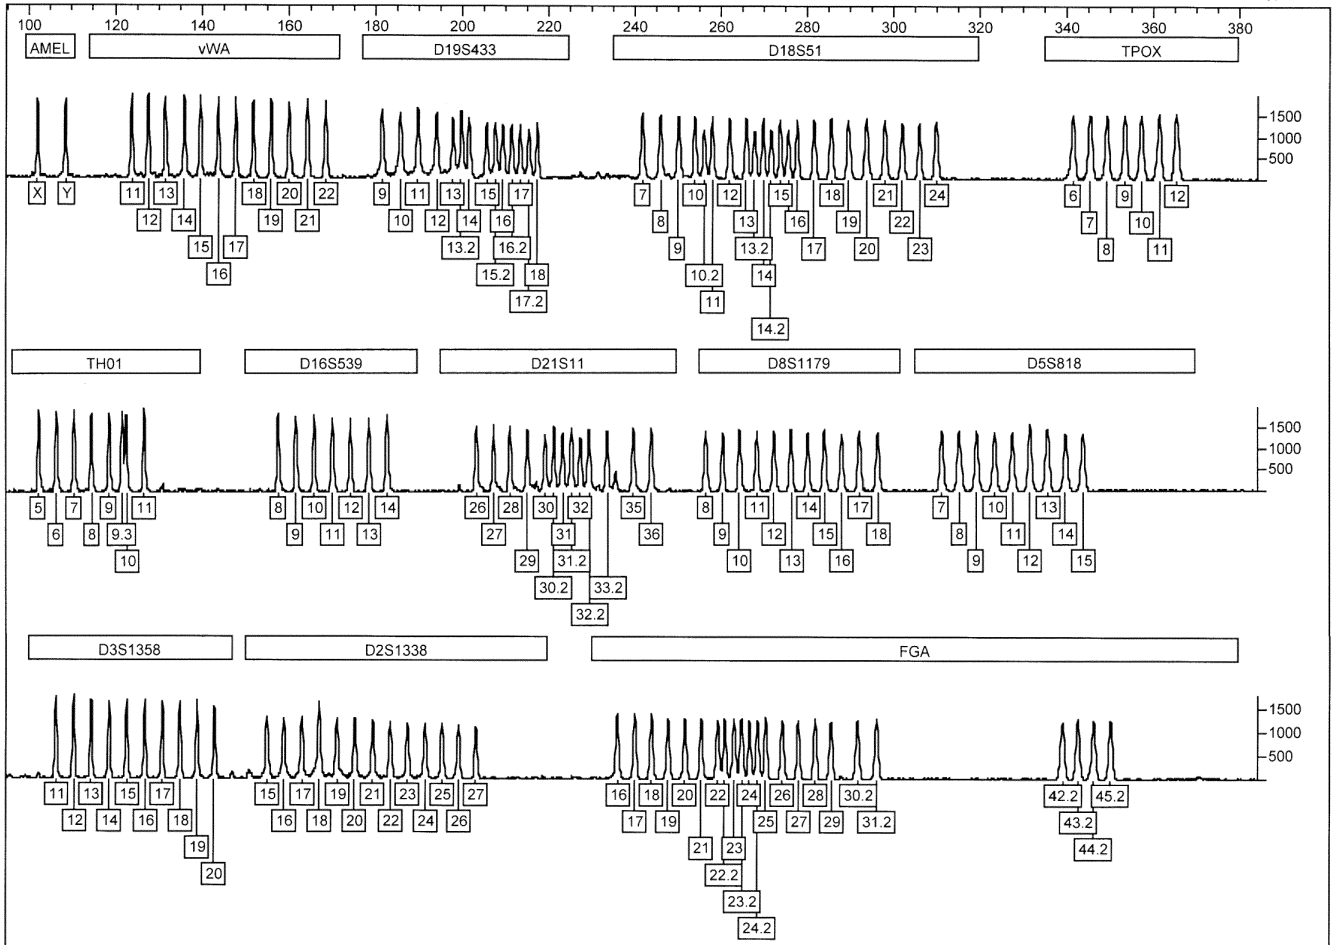 100 120 140 160 180 200 220 240 260 280 300 320 340 360 380
AMEL vWA D19S433 D18S51 TPOX
1500
1000
500
X Y 11 13 18 20 22 9 11 13 15 17 7 10 12 15 18 21 24 6 9 12
12 14 19 21 10 12 14 16 8 13 16 19 22 7 10
15 17 13.2 16.2 9 13.2 17 20 23 8 11
16 15.2 18 10.2 14
17.2 11
14.2
TH01 D16S539 D21S11 D8S1179 D5S818
1500
1000
500
5 7 9 11 8 10 12 14 26 28 30 32 35 8 11 14 17 7 10 13
6 8 9.3 9 11 13 27 31 36 9 12 15 18 8 11 14
10 29 31.2 10 13 16 9 12 15
30.2 33.2
32.2
D3S1358 D2S1338 FGA
1500
1000
500
11 13 15 17 15 17 19 21 23 25 27 16 18 20 22 24 26 28 30.2 42.2 45.2
12 14 16 18 16 18 20 22 24 26 17 19 25 27 29 31.2 43.2
19 21 23 44.2
20 22.2
23.2
24.2